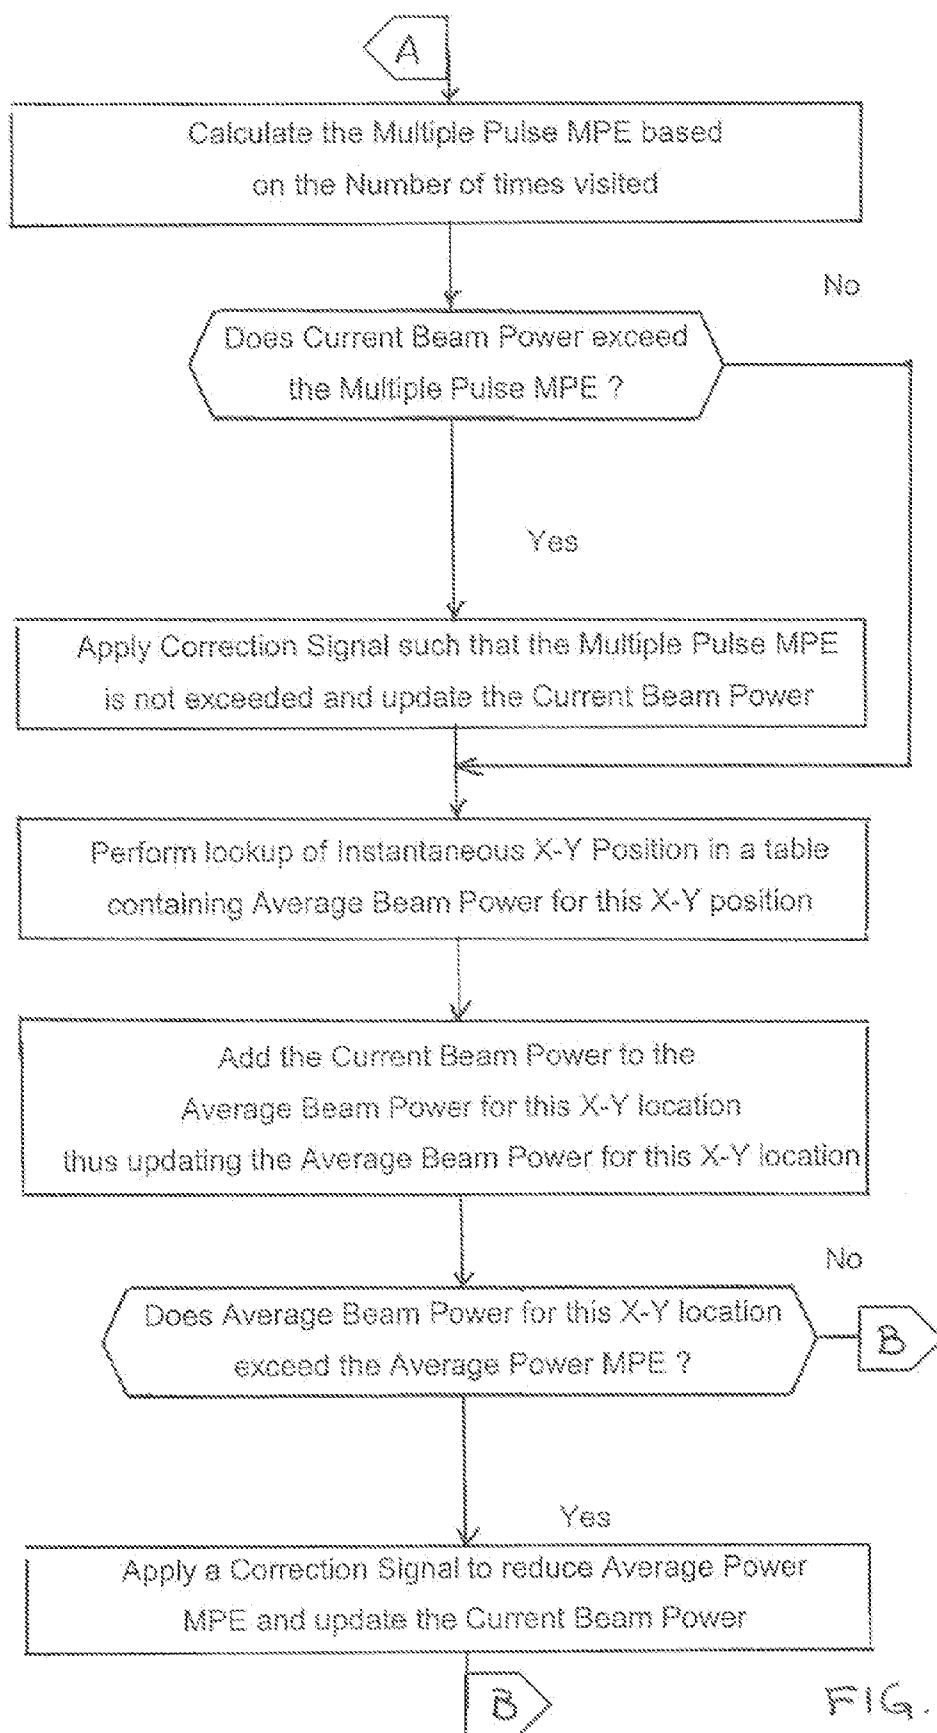 A
Calculate the Multiple Pulse MPE based
on the Number of times visited
No
Does Current Beam Power exceed
the Multiple Pulse MPE ?
Yes
Apply Correction Signal such that the Multiple Pulse MPE
is not exceeded and update the Current Beam Power
Perform lookup of Instantaneous X-Y Position in a table
containing Average Beam Power for this X-Y position
Add the Current Beam Power to the
Average Beam Power for this X-Y location
thus updating the Average Beam Power for this X-Y location
No
Does Average Beam Power for this X-Y location
exceed the Average Power MPE ?
B
Yes
Apply a Correction Signal to reduce Average Power
MPE and update the Current Beam Power
B
FIG.